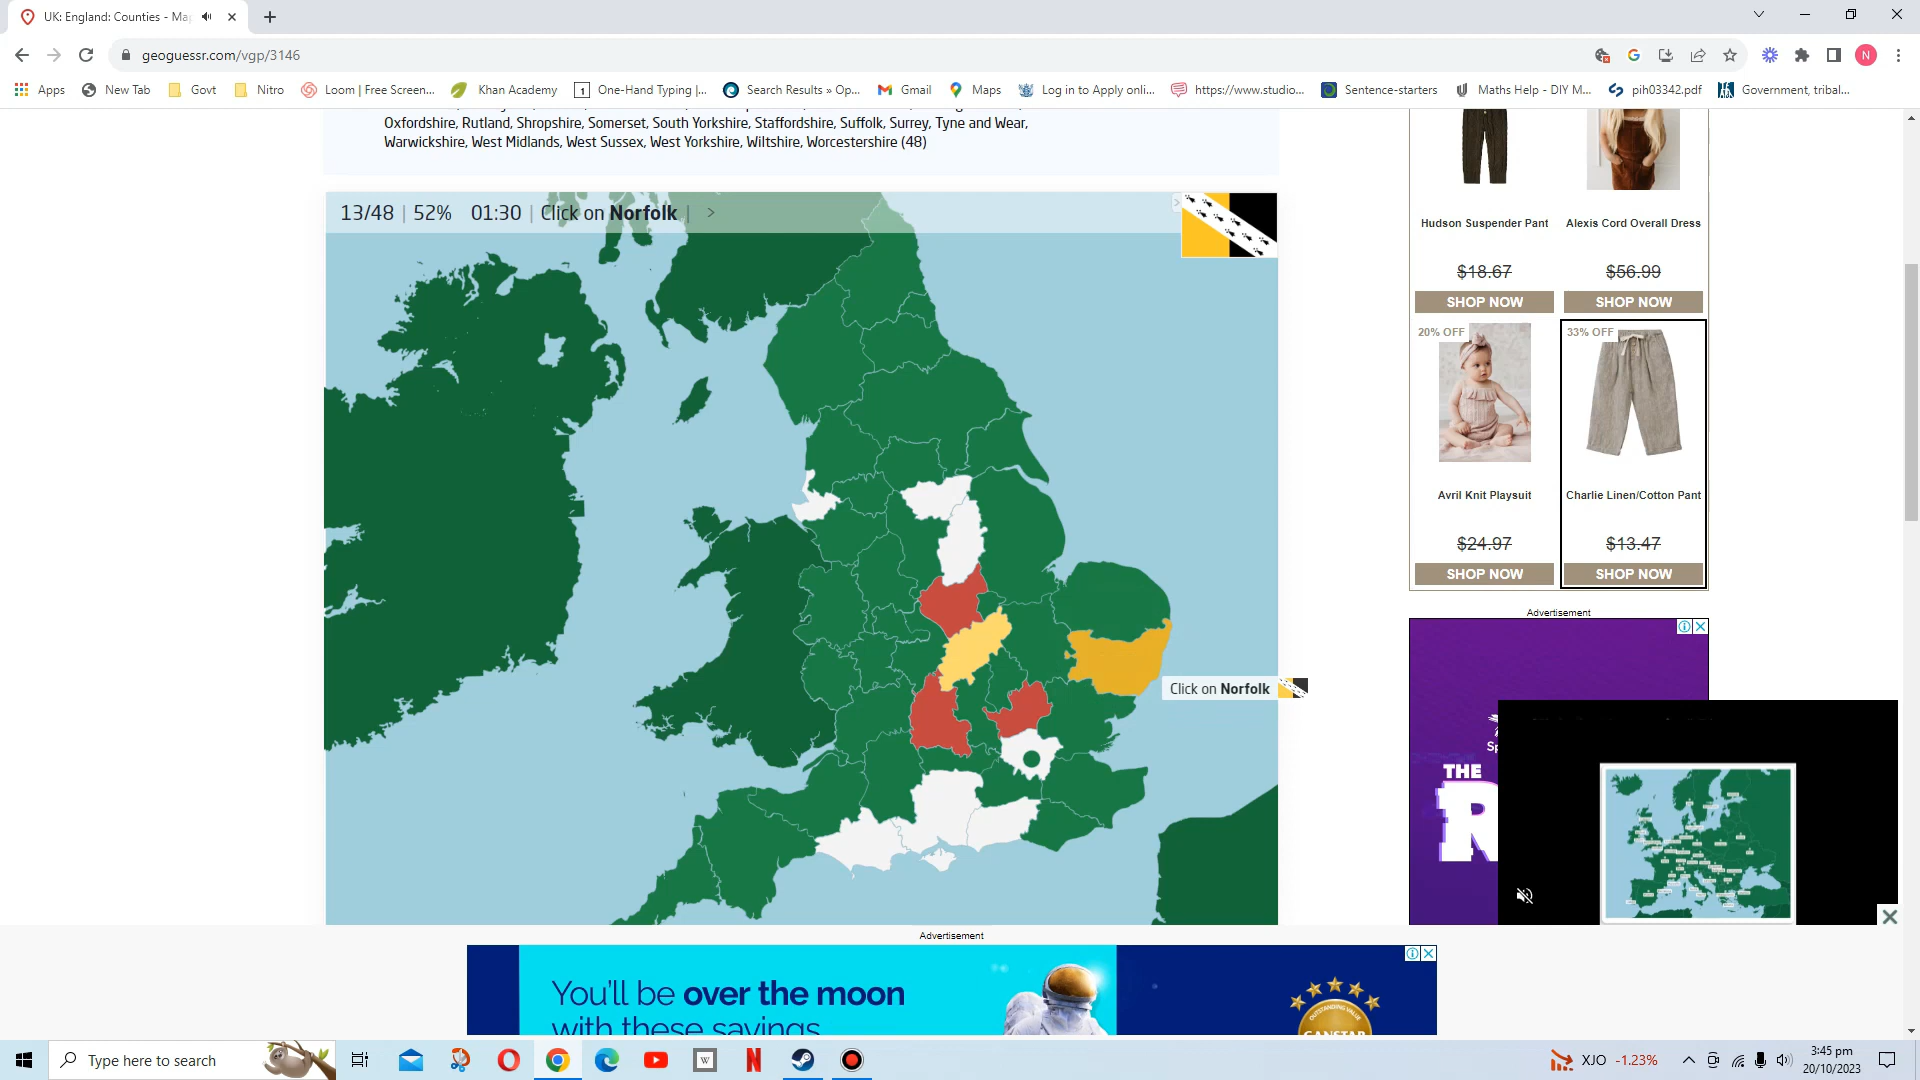 UK: England: Counties - Ma
geoguessr.com/vgp/3146
N
Apps
New Tab
Govt
Nitro
Loom | Free Screen...
Khan Academy
1 One-Hand Typing |...
Search Results » Op...
Gmail
Maps
Log in to Apply onli...
https://www.studio...
Sentence-starters
Maths Help - DIY M...
pih03342.pdf
Government, tribal...
Oxfordshire, Rutland, Shropshire, Somerset, South Yorkshire, Staffordshire, Suffolk, Surrey, Tyne and Wear,
Warwickshire, West Midlands, West Sussex, West Yorkshire, Wiltshire, Worcestershire (48)
13/48 | 52% 01:30 | Click on Norfolk | >
Click on Norfolk
Hudson Suspender Pant
Alexis Cord Overall Dress
$18.67
$56.99
SHOP NOW
SHOP NOW
20% OFF
33% OFF
Avril Knit Playsuit
Charlie Linen/Cotton Pant
$24.97
$13.47
SHOP NOW
SHOP NOW
Advertisement
Sp
THE
R
Advertisement
You'll be over the moon
with these savings
CANSTAR
Type here to search
W
N
XJO -1.23%
3:45 pm
20/10/2023